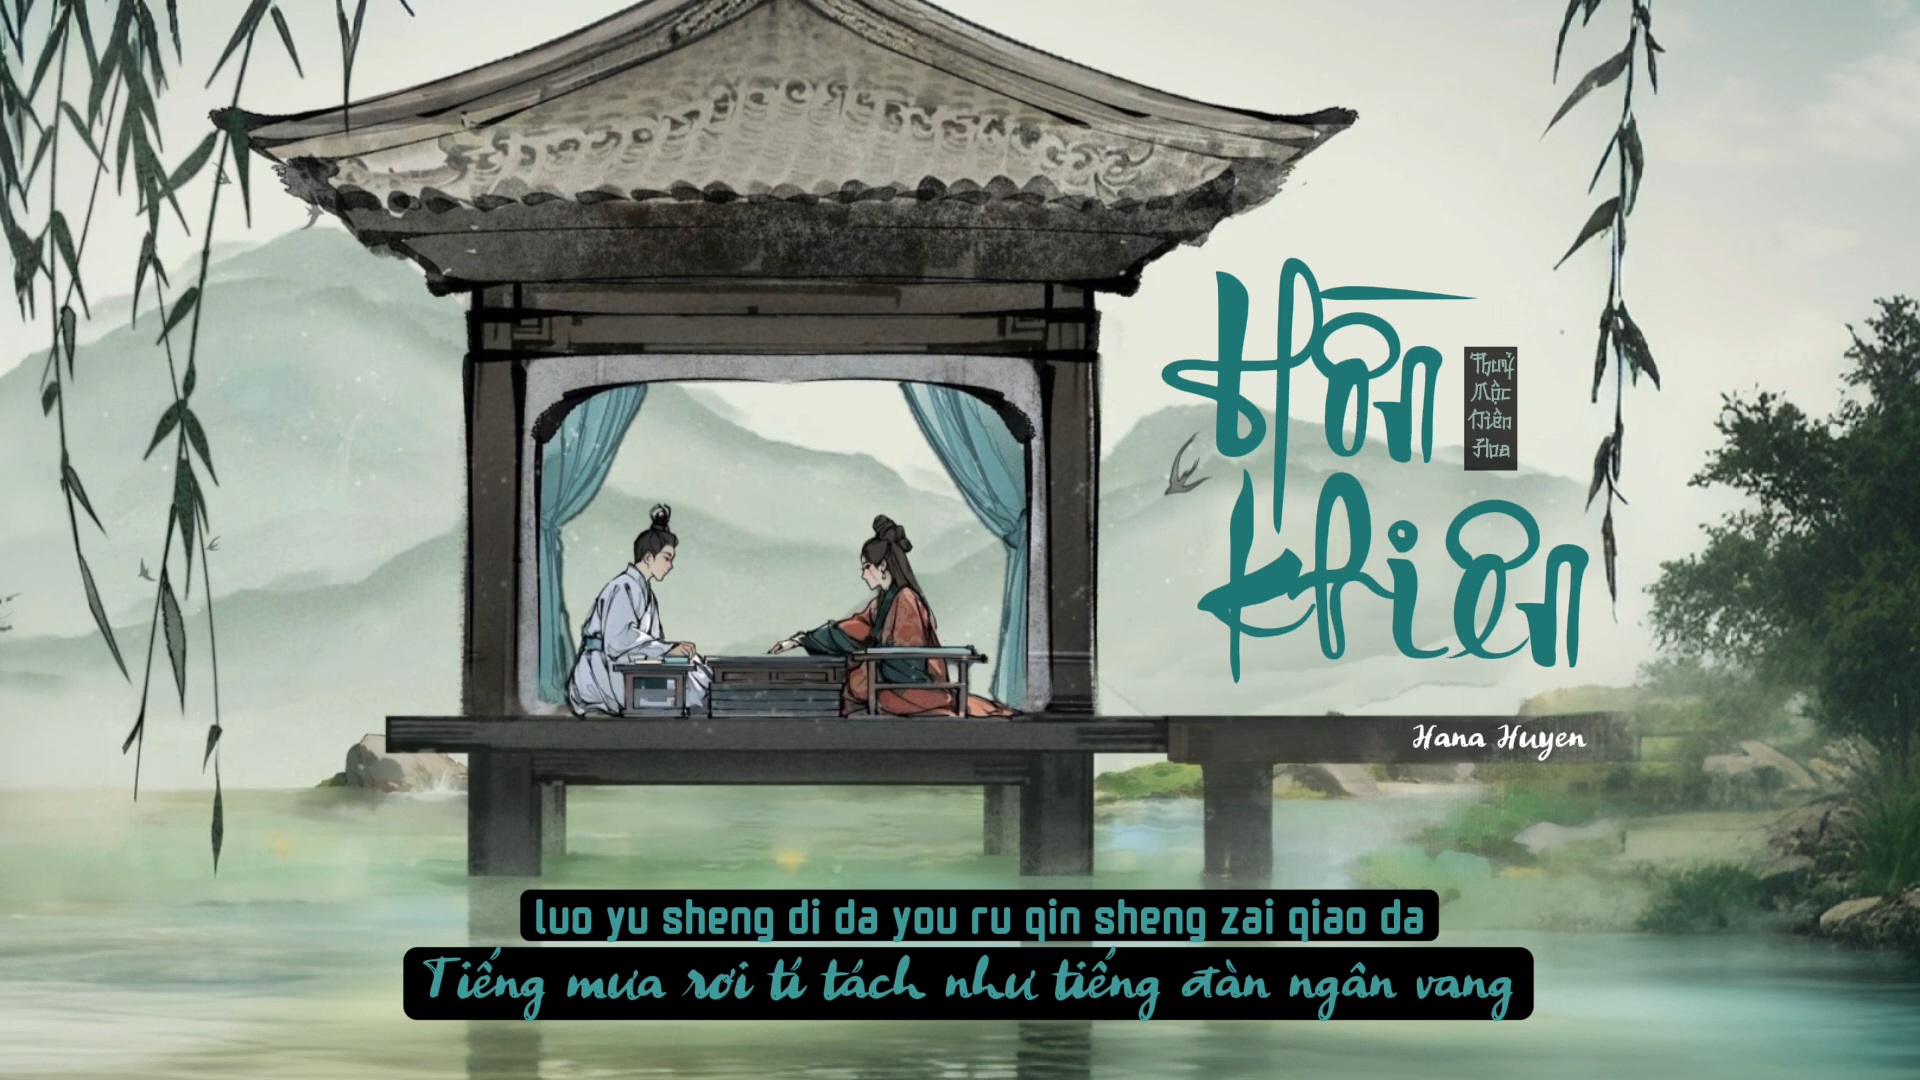 Hồn
Khiên
Thuỷ
Mộc
Niên
Hoa
Hana Huyen
luo yu sheng di da you ru qin sheng zai qiao da
Tiếng mưa rơi tí tách như tiếng đàn ngân vang